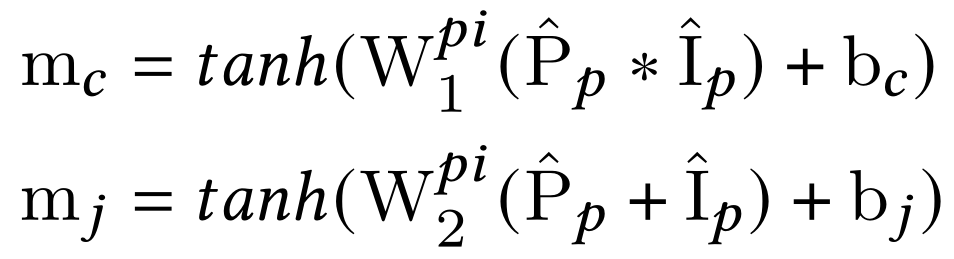 m_c = tanh(W_1^{pi}(P̂_p * Î_p) + b_c)
m_j = tanh(W_2^{pi}(P̂_p + Î_p) + b_j)